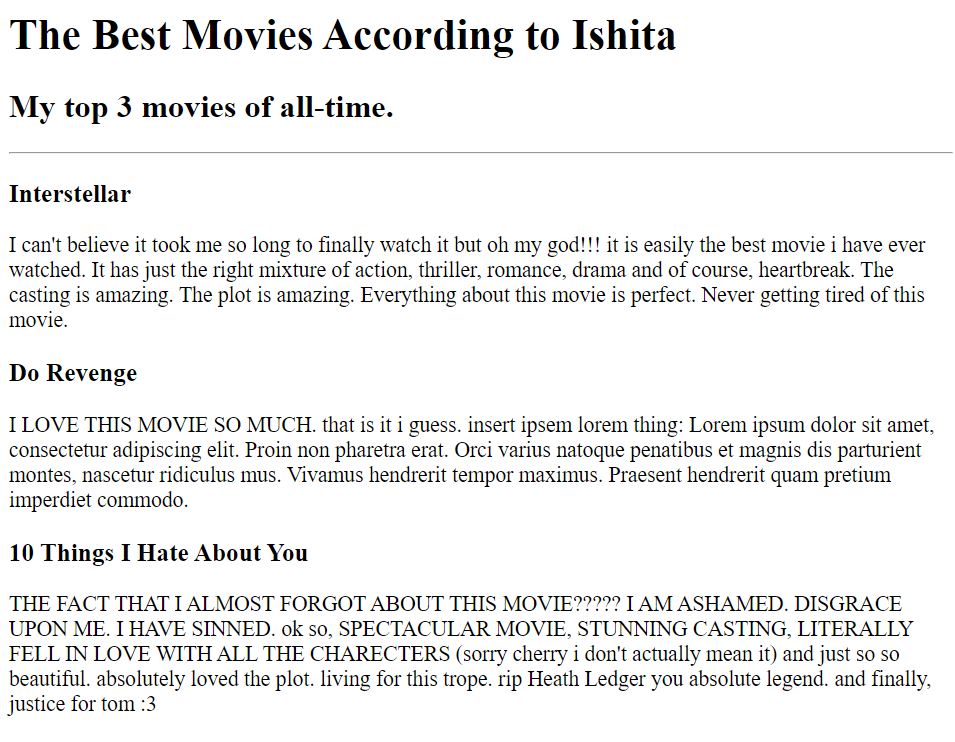 The Best Movies According to Ishita
My top 3 movies of all-time.
Interstellar
I can't believe it took me so long to finally watch it but oh my god!!! it is easily the best movie i have ever
watched. It has just the right mixture of action, thriller, romance, drama and of course, heartbreak. The
casting is amazing. The plot is amazing. Everything about this movie is perfect. Never getting tired of this
movie.
Do Revenge
I LOVE THIS MOVIE SO MUCH. that is it i guess. insert ipsem lorem thing: Lorem ipsum dolor sit amet,
consectetur adipiscing elit. Proin non pharetra erat. Orci varius natoque penatibus et magnis dis parturient
montes, nascetur ridiculus mus. Vivamus hendrerit tempor maximus. Praesent hendrerit quam pretium
imperdiet commodo.
10 Things I Hate About You
THE FACT THAT I ALMOST FORGOT ABOUT THIS MOVIE????? I AM ASHAMED. DISGRACE
UPON ME. I HAVE SINNED. ok so, SPECTACULAR MOVIE, STUNNING CASTING, LITERALLY
FELL IN LOVE WITH ALL THE CHARECTERS (sorry cherry i don't actually mean it) and just so so
beautiful. absolutely loved the plot. living for this trope. rip Heath Ledger you absolute legend. and finally,
justice for tom :3